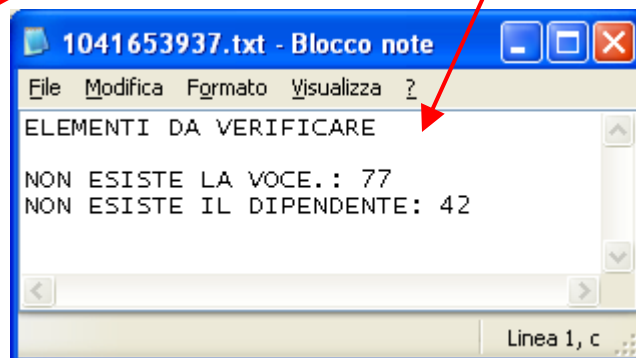 1041653937.txt - Blocco note
File Modifica Formato Visualizza ?
ELEMENTI DA VERIFICARE
NON ESISTE LA VOCE.: 77
NON ESISTE IL DIPENDENTE: 42
Linea 1, c